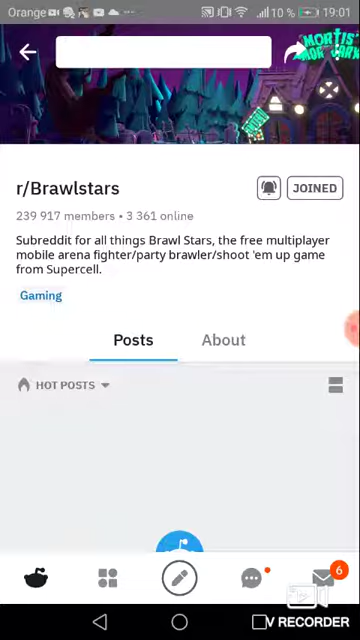 Orange
10 %
19:01
MORTIS'
MORTUARY
r/Brawlstars
JOINED
239 917 members • 3 361 online
Subreddit for all things Brawl Stars, the free multiplayer
mobile arena fighter/party brawler/shoot 'em up game
from Supercell.
Gaming
Posts
About
HOT POSTS
6
V RECORDER